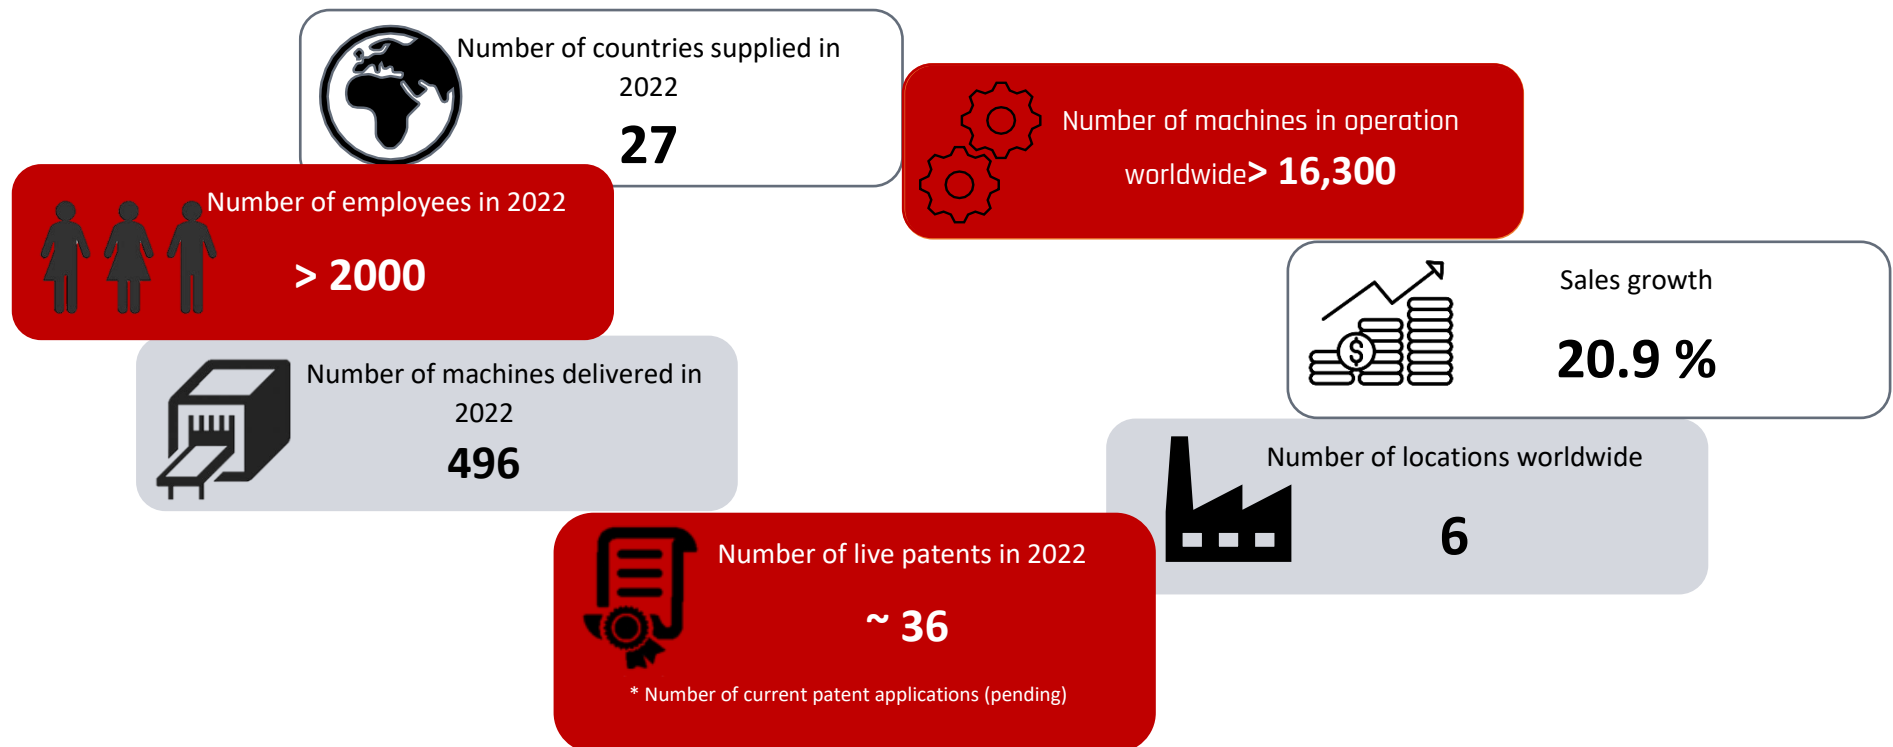 Number of countries supplied in
2022
27
Number of machines in operation
worldwide> 16,300
Number of employees in 2022
> 2000
Sales growth
20.9 %
Number of machines delivered in
2022
496
Number of locations worldwide
6
Number of live patents in 2022
~ 36
* Number of current patent applications (pending)
$